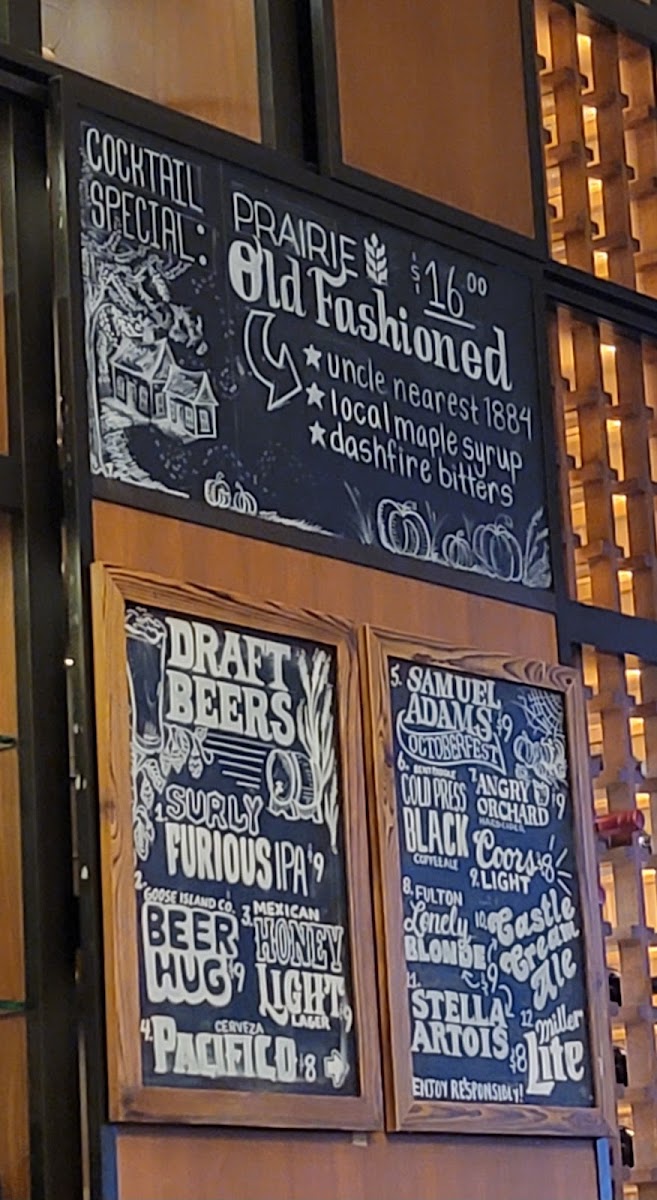 COCKTAIL
SPECIAL:
PRAIRIE
Old Fashioned
$16.00
uncle nearest 1884
local maple syrup
dashfire bitters
DRAFT
BEERS
1. SURLY
FURIOUS IPA $9
2. GOOSE ISLAND CO.
BEER
HUG $9
3. MEXICAN
HONEY
LIGHT
LAGER $9
4. CERVEZA
PACIFICO $8
5. SAMUEL
ADAMS $9
OCTOBERFEST
6.
COLD PRESS
BLACK
COFFEE ALE
7. ANGRY
ORCHARD $9
HARD CIDER
Coors $8
9. LIGHT
8. FULTON
Lonely
BLONDE
$9
10. Castle
Cream
Ale
11.
STELLA
ARTOIS $8
12. Miller
Lite
ENJOY RESPONSIBLY!